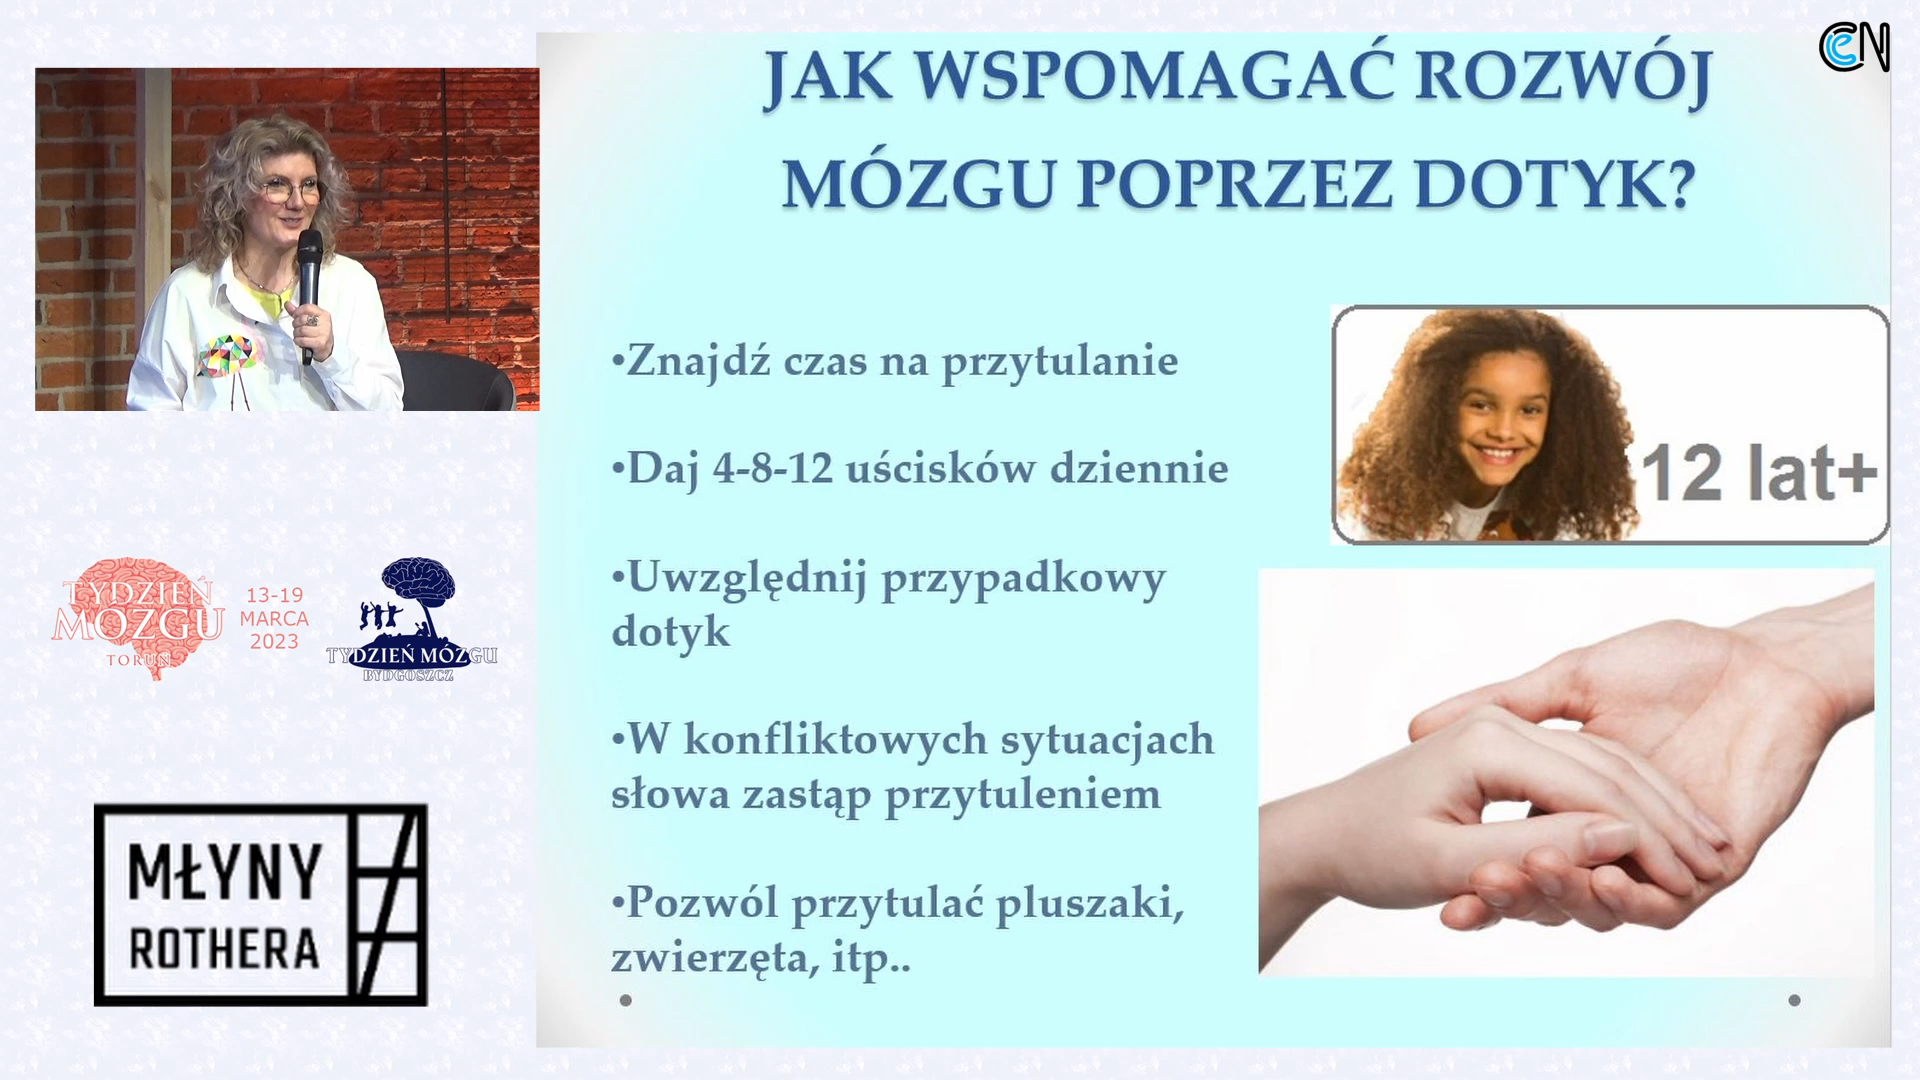 JAK WSPOMAGAĆ ROZWÓJ
MÓZGU POPRZEZ DOTYK?
•Znajdź czas na przytulanie
•Daj 4-8-12 uścisków dziennie
•Uwzględnij przypadkowy
dotyk
•W konfliktowych sytuacjach
słowa zastąp przytuleniem
•Pozwól przytulać pluszaki,
zwierzęta, itp..
12 lat+
CEN
TYDZIEŃ
MÓZGU
TORUŃ
13-19
MARCA
2023
TYDZIEŃ MÓZGU
BYDGOSZCZ
MŁYNY
ROTHERA